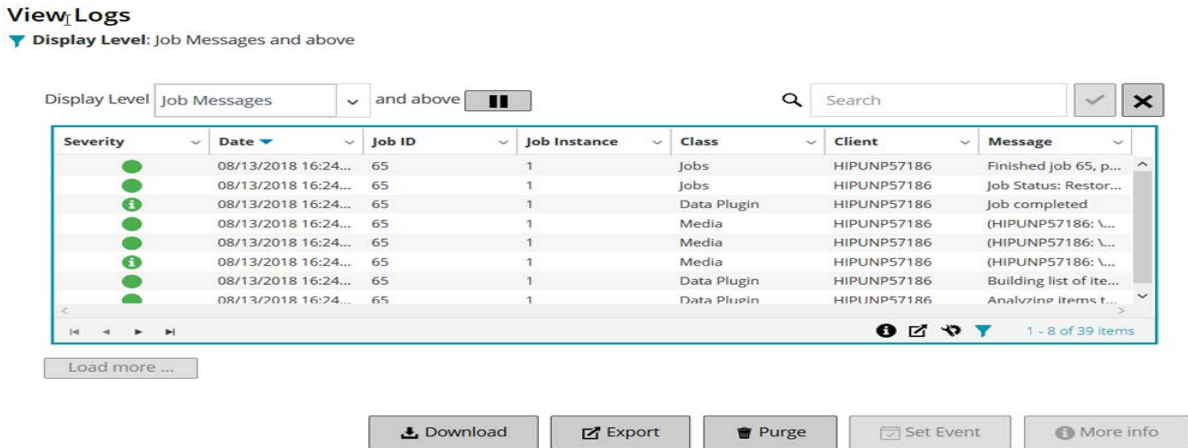 View Logs
Display Level: Job Messages and above
Display Level Job Messages and above Search
Severity Date Job ID Job Instance Class Client Message
08/13/2018 16:24... 65 1 Jobs HIPUNP57186 Finished job 65, p...
08/13/2018 16:24... 65 1 Jobs HIPUNP57186 Job Status: Restor...
08/13/2018 16:24... 65 1 Data Plugin HIPUNP57186 Job completed
08/13/2018 16:24... 65 1 Media HIPUNP57186 (HIPUNP57186: \...
08/13/2018 16:24... 65 1 Media HIPUNP57186 (HIPUNP57186: \...
08/13/2018 16:24... 65 1 Media HIPUNP57186 (HIPUNP57186: \...
08/13/2018 16:24... 65 1 Data Plugin HIPUNP57186 Building list of ite...
08/13/2018 16:24... 65 1 Data Plugin HIPUNP57186 Analyzing items t...
1 - 8 of 39 items
Load more ...
Download Export Purge Set Event More info